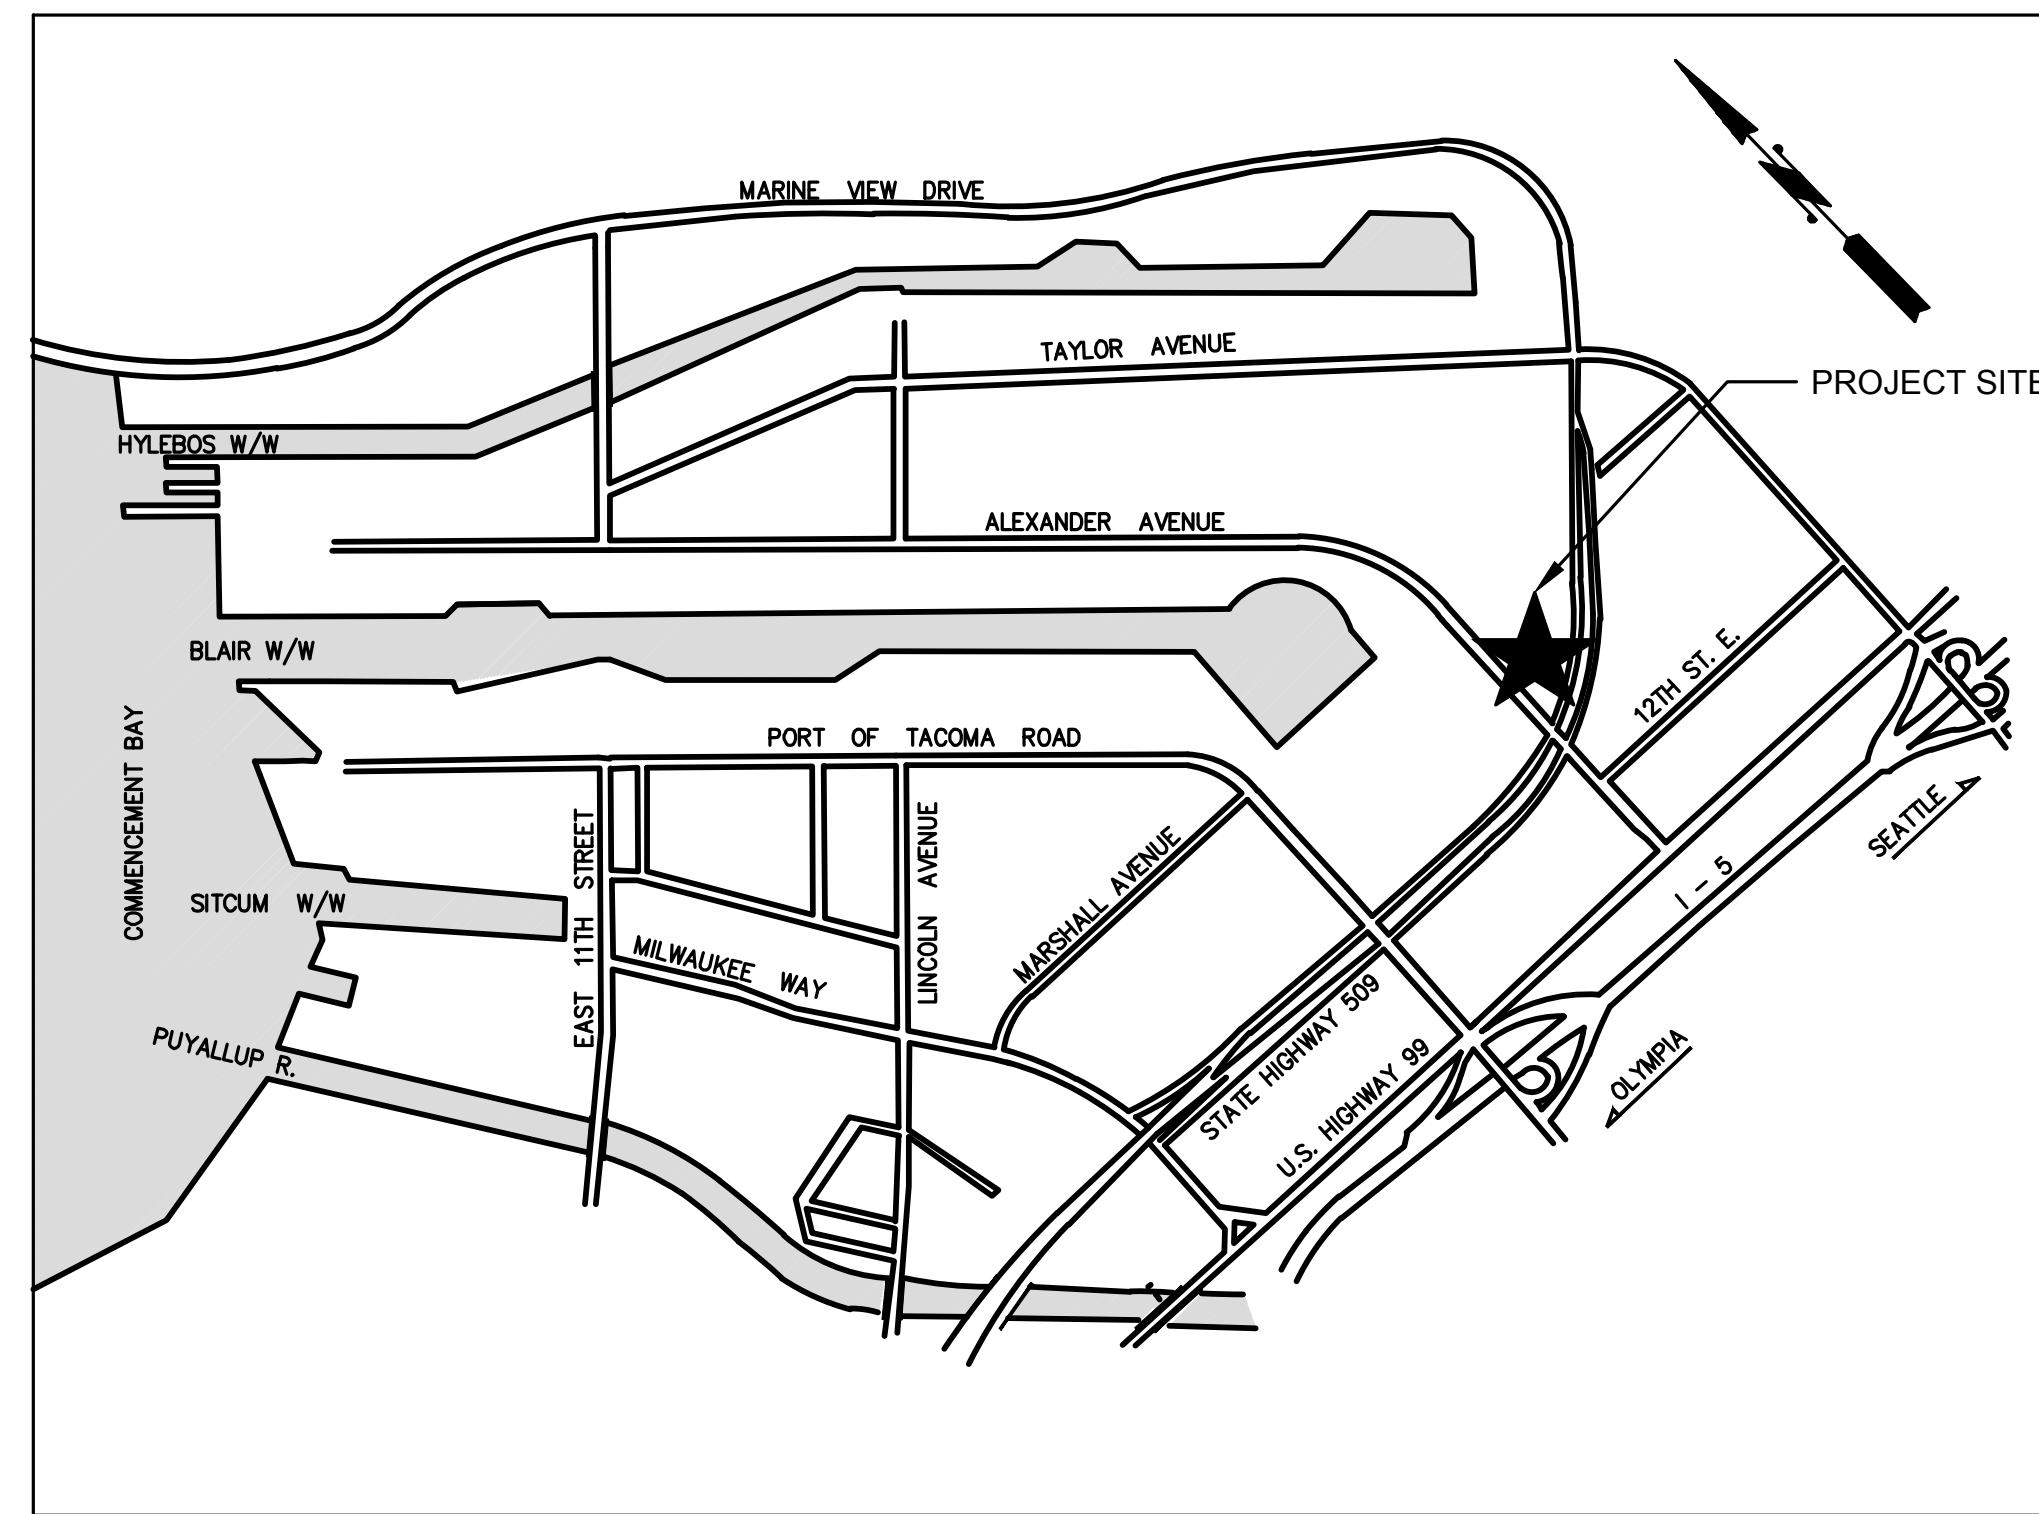 MARINE VIEW DRIVE
TAYLOR AVENUE
PROJECT SITE
HYLEBOS W/W
ALEXANDER AVENUE
BLAIR W/W
12TH ST. E.
COMMENCEMENT BAY
PORT OF TACOMA ROAD
SEATTLE
EAST 11TH STREET
LINCOLN AVENUE
MARSHALL AVENUE
I - 5
SITCUM W/W
MILWAUKEE WAY
STATE HIGHWAY 509
PUYALLUP R.
U.S. HIGHWAY 99
OLYMPIA